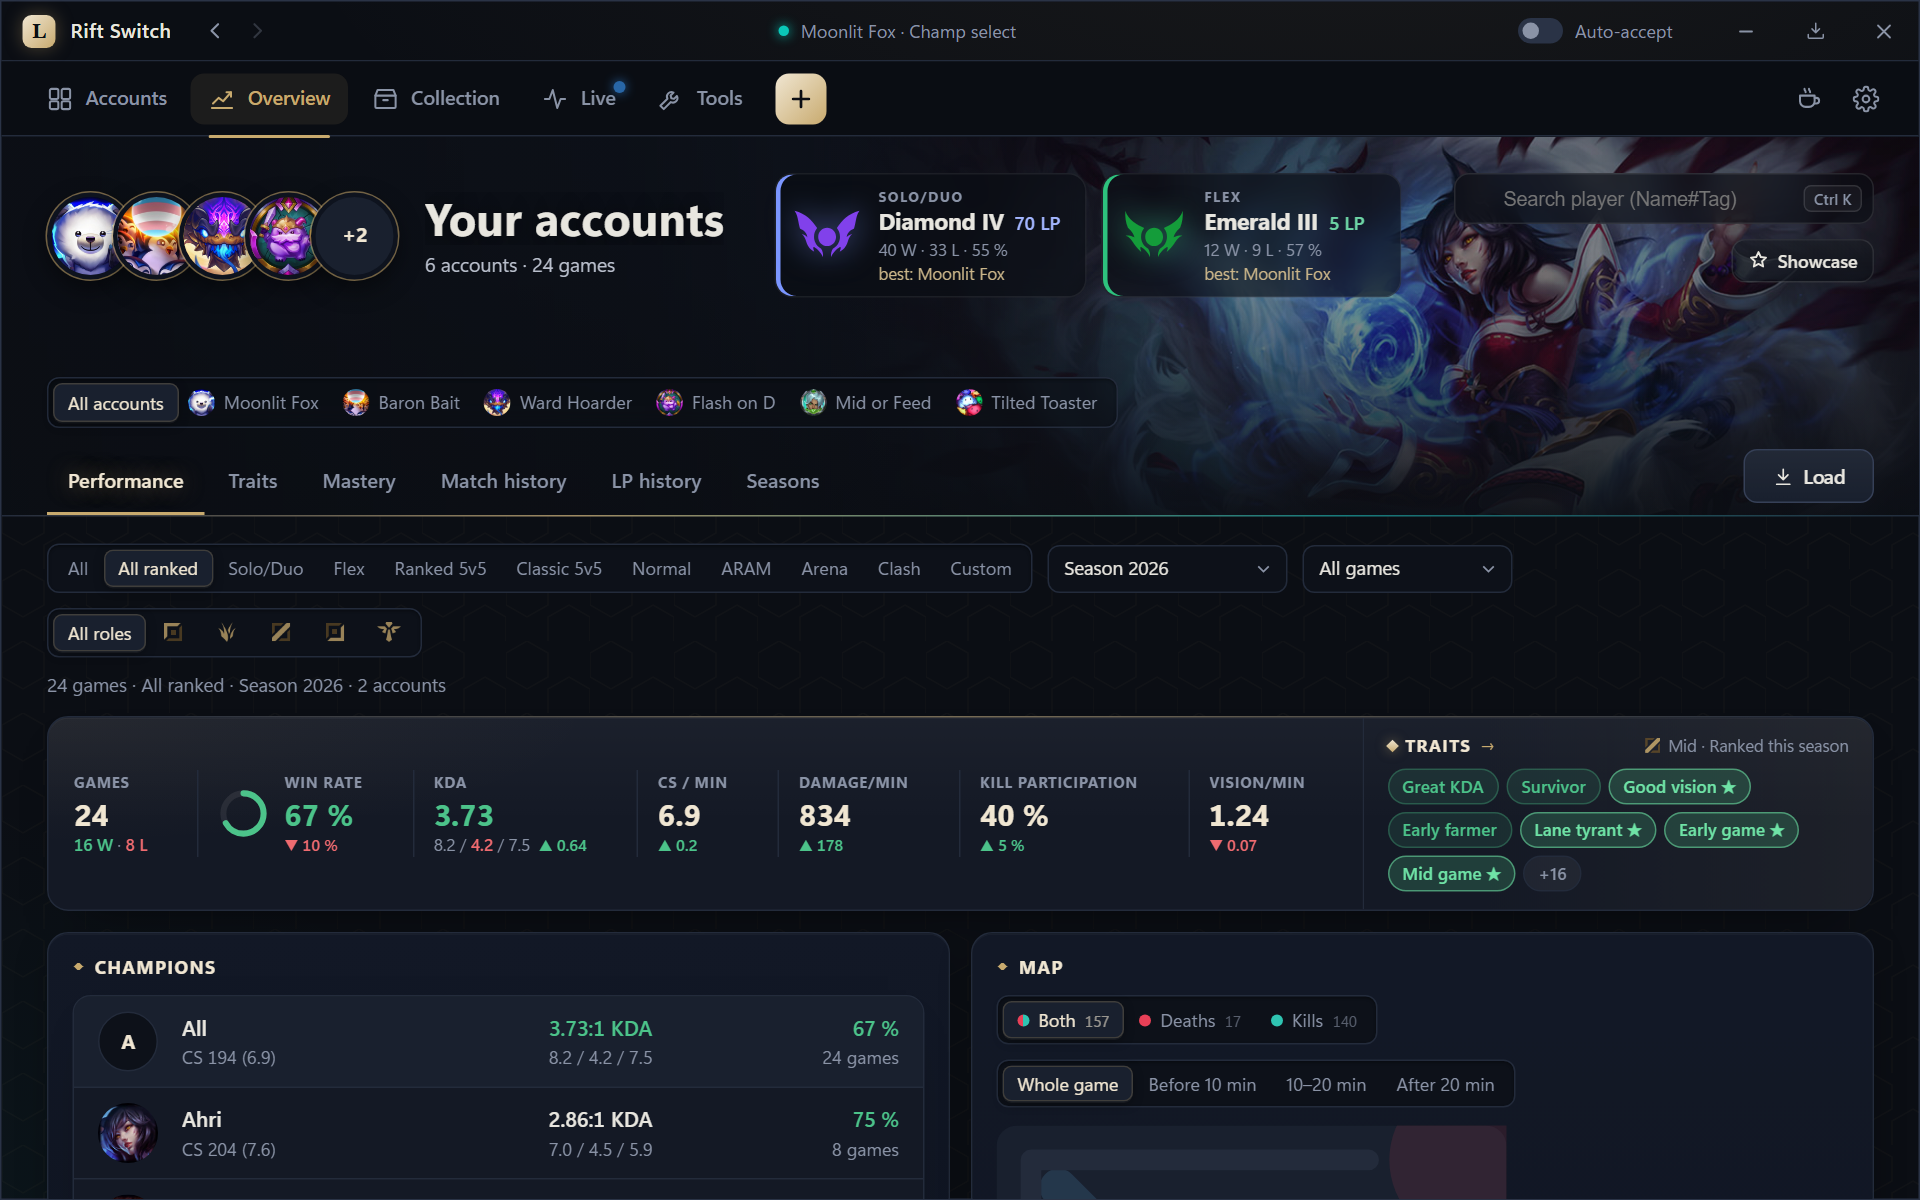 L Rift Switch
Moonlit Fox · Champ select
Auto-accept
Accounts
Overview
Collection
Live
Tools
+
+2
Your accounts
6 accounts · 24 games
SOLO/DUO
Diamond IV 70 LP
40 W · 33 L · 55 %
best: Moonlit Fox
FLEX
Emerald III 5 LP
12 W · 9 L · 57 %
best: Moonlit Fox
Search player (Name#Tag) Ctrl K
Showcase
All accounts Moonlit Fox Baron Bait Ward Hoarder Flash on D Mid or Feed Tilted Toaster
Performance Traits Mastery Match history LP history Seasons
Load
All All ranked Solo/Duo Flex Ranked 5v5 Classic 5v5 Normal ARAM Arena Clash Custom
Season 2026
All games
All roles
24 games · All ranked · Season 2026 · 2 accounts
GAMES
24
16 W · 8 L
WIN RATE
67 %
▼ 10 %
KDA
3.73
8.2 / 4.2 / 7.5 ▲ 0.64
CS / MIN
6.9
▲ 0.2
DAMAGE/MIN
834
▲ 178
KILL PARTICIPATION
40 %
▲ 5 %
VISION/MIN
1.24
▼ 0.07
◆ TRAITS →
Mid · Ranked this season
Great KDA Survivor Good vision ★
Early farmer Lane tyrant ★ Early game ★
Mid game ★ +16
CHAMPIONS
A
All
CS 194 (6.9)
3.73:1 KDA
8.2 / 4.2 / 7.5
67 %
24 games
Ahri
CS 204 (7.6)
2.86:1 KDA
7.0 / 4.5 / 5.9
75 %
8 games
MAP
Both 157 Deaths 17 Kills 140
Whole game Before 10 min 10–20 min After 20 min